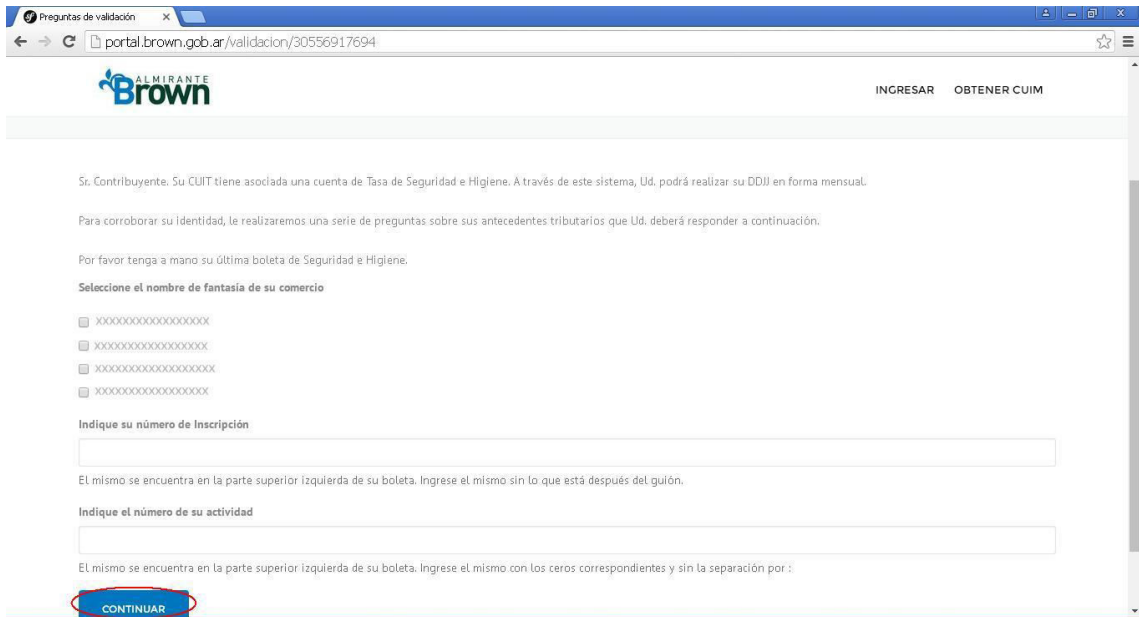 Preguntas de validación
portal.brown.gob.ar/validacion/30556917694
ALMIRANTE
Brown
INGRESAR OBTENER CUIM
Sr. Contribuyente. Su CUIT tiene asociada una cuenta de Tasa de Seguridad e Higiene. A través de este sistema, Ud. podrá realizar su DDJJ en forma mensual.
Para corroborar su identidad, le realizaremos una serie de preguntas sobre sus antecedentes tributarios que Ud. deberá responder a continuación.
Por favor tenga a mano su última boleta de Seguridad e Higiene.
Seleccione el nombre de fantasía de su comercio
XXXXXXXXXXXXXXXXX
XXXXXXXXXXXXXXXXX
XXXXXXXXXXXXXXXXXX
XXXXXXXXXXXXXXXXX
Indique su número de Inscripción
El mismo se encuentra en la parte superior izquierda de su boleta. Ingrese el mismo sin lo que está después del guión.
Indique el número de su actividad
El mismo se encuentra en la parte superior izquierda de su boleta. Ingrese el mismo con los ceros correspondientes y sin la separación por :
CONTINUAR